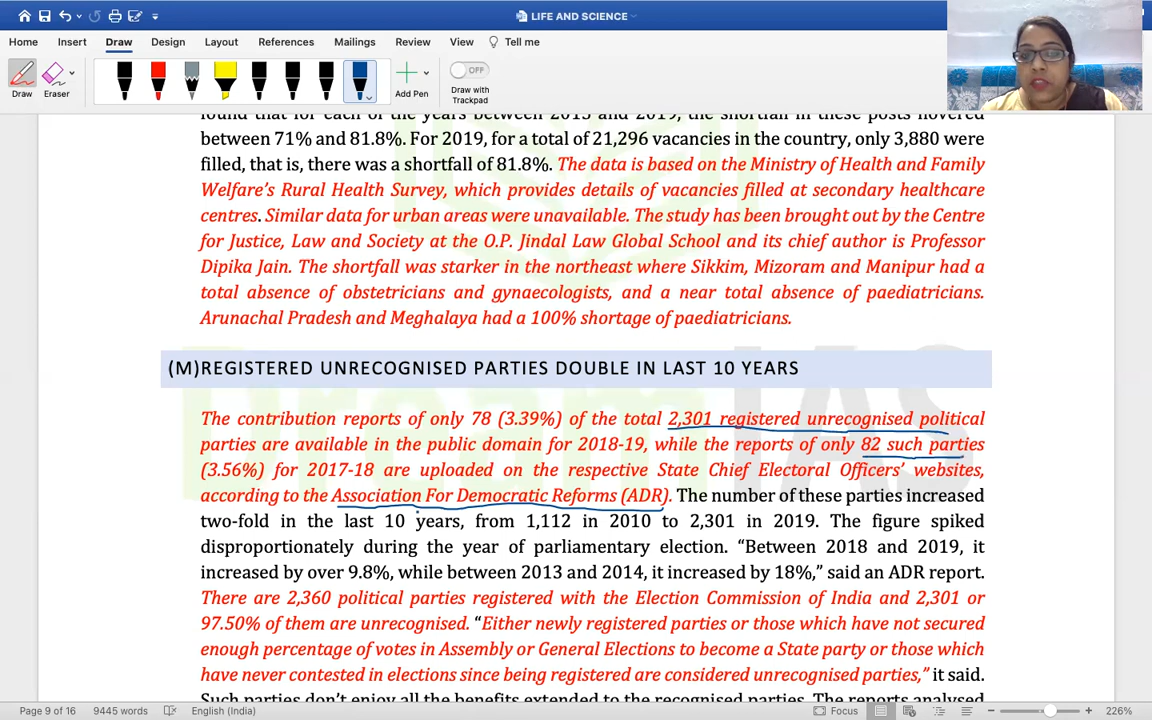 LIFE AND SCIENCE
Home Insert Draw Design Layout References Mailings Review View Tell me
OFF
Draw Eraser Add Pen Draw with
Trackpad
found that for each of the years between 2015 and 2019, the shortfall in these posts hovered
between 71% and 81.8%. For 2019, for a total of 21,296 vacancies in the country, only 3,880 were
filled, that is, there was a shortfall of 81.8%. The data is based on the Ministry of Health and Family
Welfare's Rural Health Survey, which provides details of vacancies filled at secondary healthcare
centres. Similar data for urban areas were unavailable. The study has been brought out by the Centre
for Justice, Law and Society at the O.P. Jindal Law Global School and its chief author is Professor
Dipika Jain. The shortfall was starker in the northeast where Sikkim, Mizoram and Manipur had a
total absence of obstetricians and gynaecologists, and a near total absence of paediatricians.
Arunachal Pradesh and Meghalaya had a 100% shortage of paediatricians.
(M)REGISTERED UNRECOGNISED PARTIES DOUBLE IN LAST 10 YEARS
The contribution reports of only 78 (3.39%) of the total 2,301 registered unrecognised political
parties are available in the public domain for 2018-19, while the reports of only 82 such parties
(3.56%) for 2017-18 are uploaded on the respective State Chief Electoral Officers' websites,
according to the Association For Democratic Reforms (ADR). The number of these parties increased
two-fold in the last 10 years, from 1,112 in 2010 to 2,301 in 2019. The figure spiked
disproportionately during the year of parliamentary election. "Between 2018 and 2019, it
increased by over 9.8%, while between 2013 and 2014, it increased by 18%," said an ADR report.
There are 2,360 political parties registered with the Election Commission of India and 2,301 or
97.50% of them are unrecognised. "Either newly registered parties or those which have not secured
enough percentage of votes in Assembly or General Elections to become a State party or those which
have never contested in elections since being registered are considered unrecognised parties," it said.
Such parties don't enjoy all the benefits extended to the recognised parties. The reports analysed
Page 9 of 16 9445 words English (India) Focus 226%